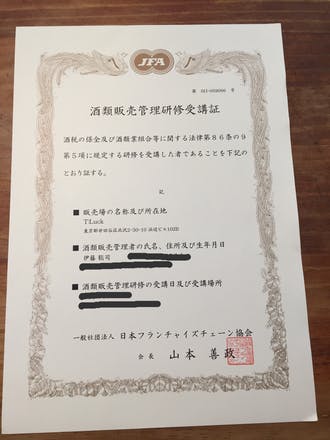 JFA
酒類販売管理研修受講証
酒税の保全及び酒類業組合等に関する法律第86条の9
第5項に規定する研修を受講した者であることを下記の
とおり証する。
記
■ 販売場の名称及び所在地
T'Luck
■ 酒類販売管理者の氏名、住所及び生年月日
伊藤 聡司
■ 酒類販売管理研修の受講日及び受講場所
一般社団法人 日本フランチャイズチェーン協会
会長 山本 善政